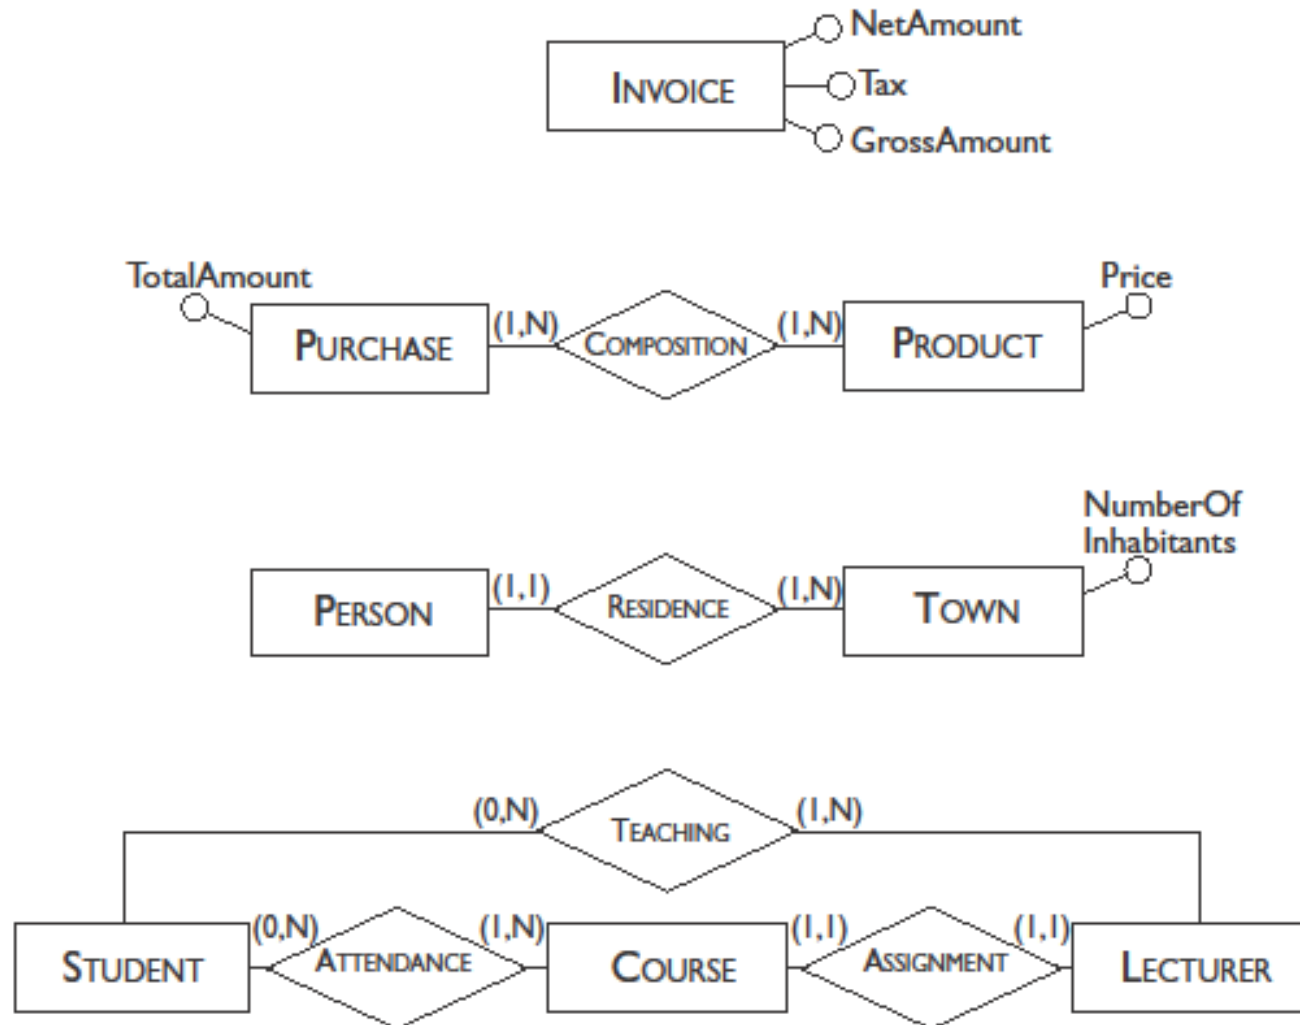 NetAmount
INVOICE
Tax
GrossAmount
TotalAmount
Price
PURCHASE
(1,N)
COMPOSITION
(1,N)
PRODUCT
NumberOf
Inhabitants
PERSON
(1,1)
RESIDENCE
(1,N)
TOWN
(0,N)
TEACHING
(1,N)
STUDENT
(0,N)
ATTENDANCE
(1,N)
COURSE
(1,1)
ASSIGNMENT
(1,1)
LECTURER